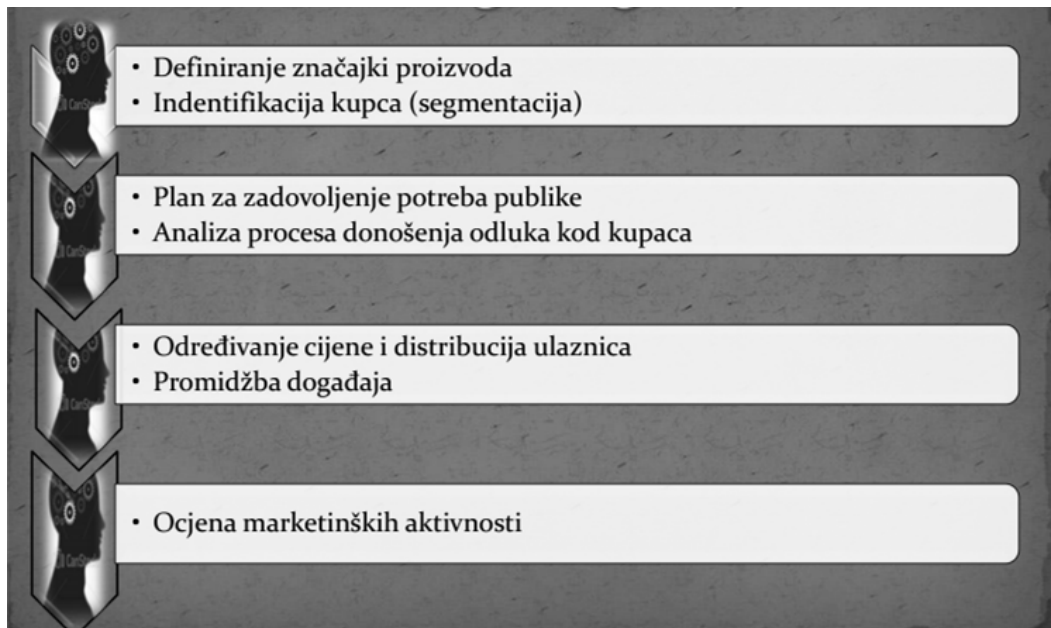 • Definiranje značajki proizvoda
• Indentifikacija kupca (segmentacija)
• Plan za zadovoljenje potreba publike
• Analiza procesa donošenja odluka kod kupaca
• Određivanje cijene i distribucija ulaznica
• Promidžba događaja
• Ocjena marketinških aktivnosti